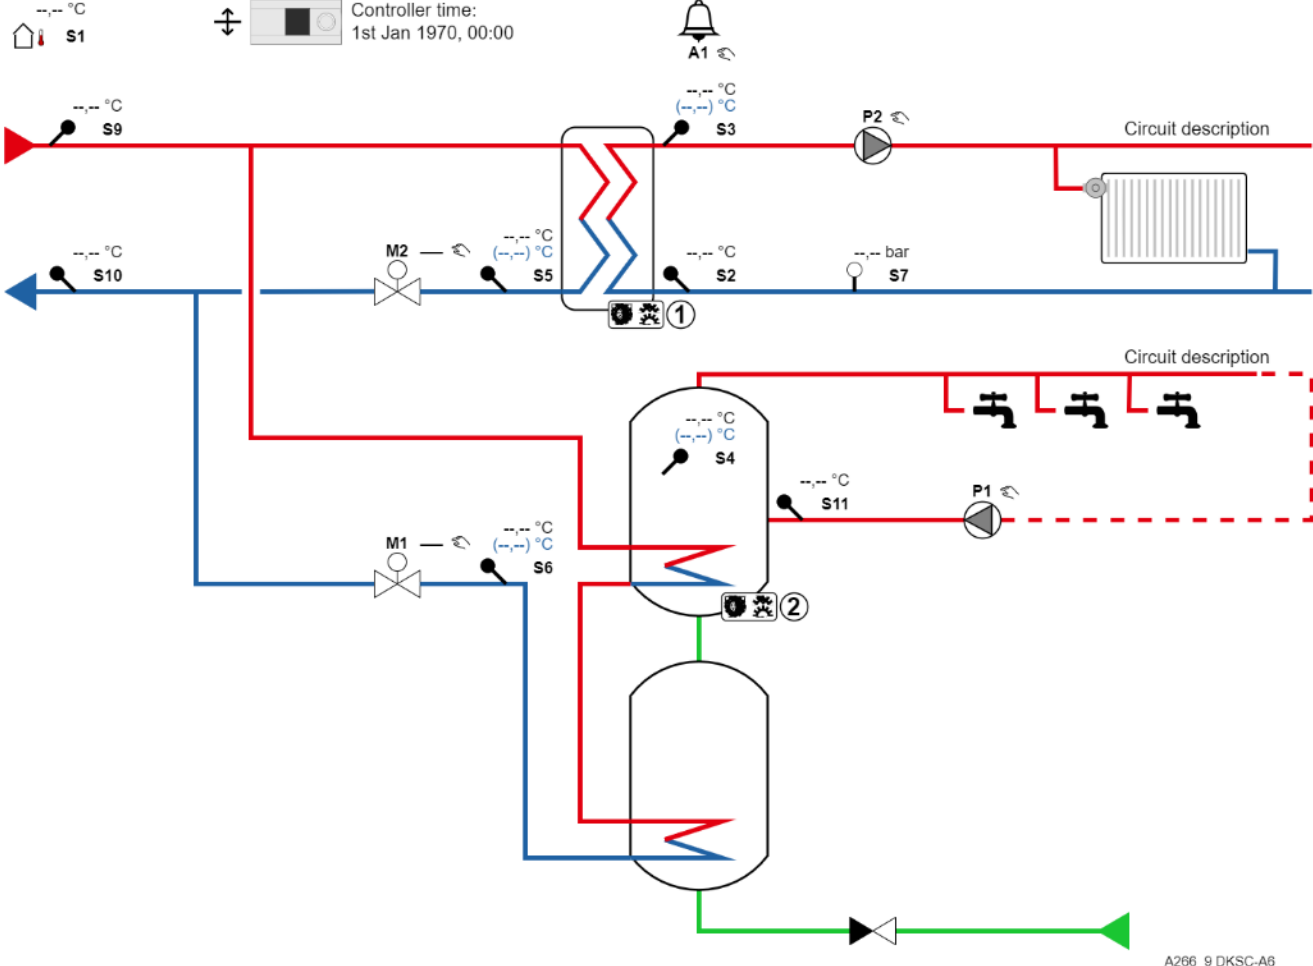 --,-- °C
S1
Controller time:
1st Jan 1970, 00:00
A1
--,-- °C
S9
--,-- °C
(--,--) °C
S3
P2
Circuit description
--,-- °C
S10
M2 —
--,-- °C
(--,--) °C
S5
--,-- °C
S2
--,-- bar
S7
1
Circuit description
--,-- °C
(--,--) °C
S4
--,-- °C
S11
P1
M1 —
--,-- °C
(--,--) °C
S6
2
A266_9 DKSC-A6